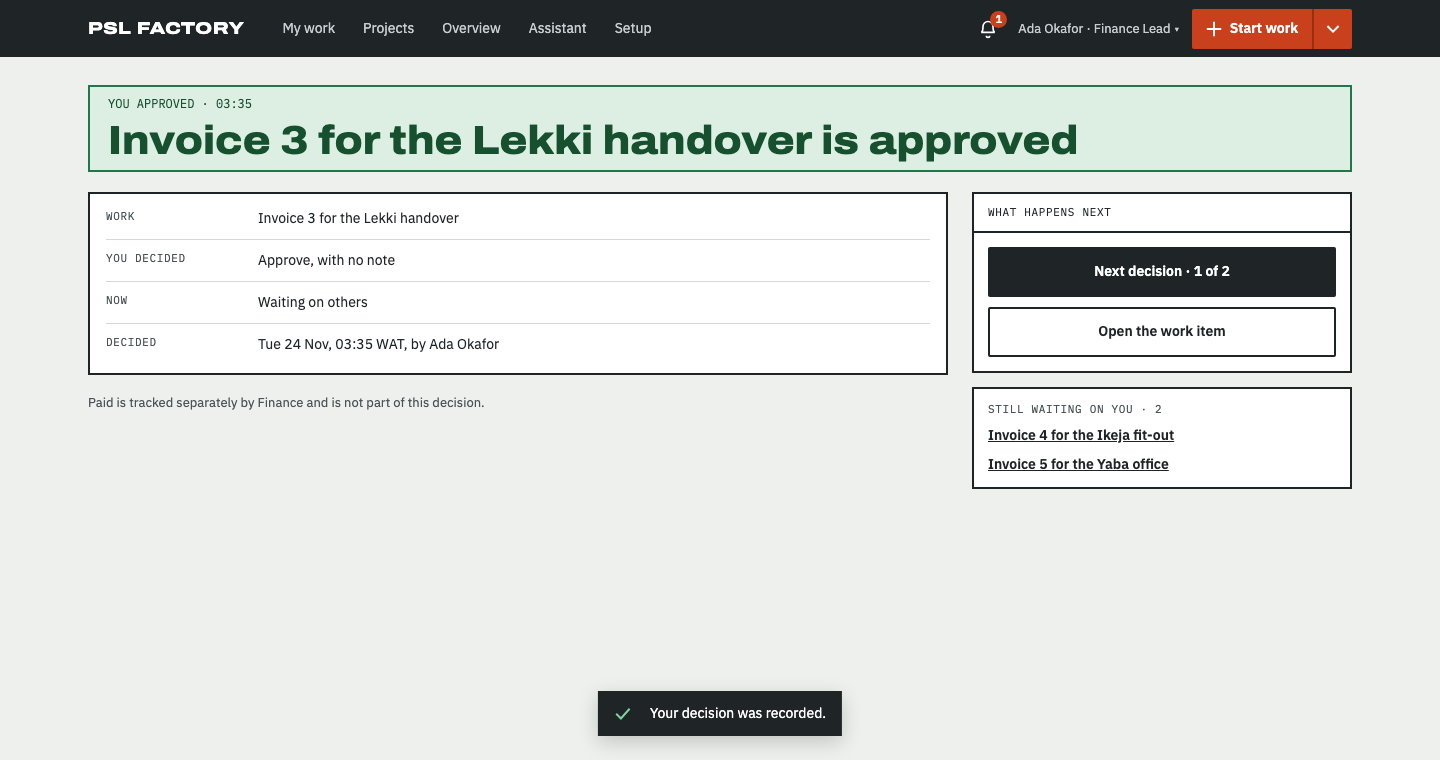 PSL FACTORY
My work
Projects
Overview
Assistant
Setup
1
Ada Okafor · Finance Lead ▾
Start work
YOU APPROVED · 03:35
Invoice 3 for the Lekki handover is approved
WORK
Invoice 3 for the Lekki handover
YOU DECIDED
Approve, with no note
NOW
Waiting on others
DECIDED
Tue 24 Nov, 03:35 WAT, by Ada Okafor
Paid is tracked separately by Finance and is not part of this decision.
WHAT HAPPENS NEXT
Next decision · 1 of 2
Open the work item
STILL WAITING ON YOU · 2
Invoice 4 for the Ikeja fit-out
Invoice 5 for the Yaba office
Your decision was recorded.